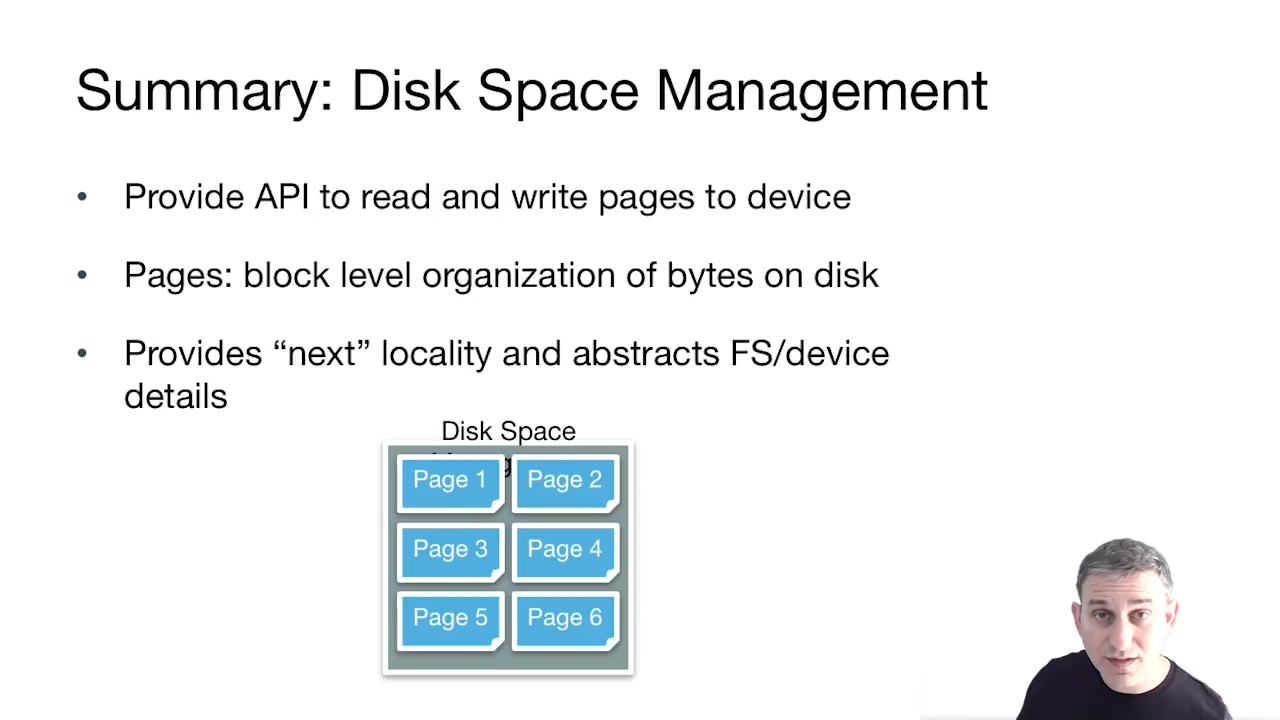 Summary: Disk Space Management
• Provide API to read and write pages to device
• Pages: block level organization of bytes on disk
• Provides “next” locality and abstracts FS/device
details
Disk Space
Page 1 Page 2
Page 3 Page 4
Page 5 Page 6